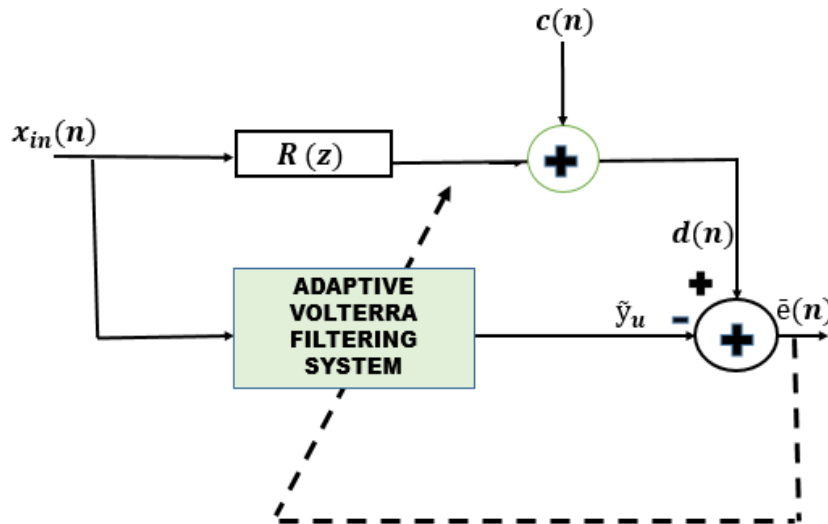 c(n)
x_in(n)
R (z)
d(n)
ADAPTIVE
VOLTERRA
FILTERING
SYSTEM
ỹ_u
ē(n)